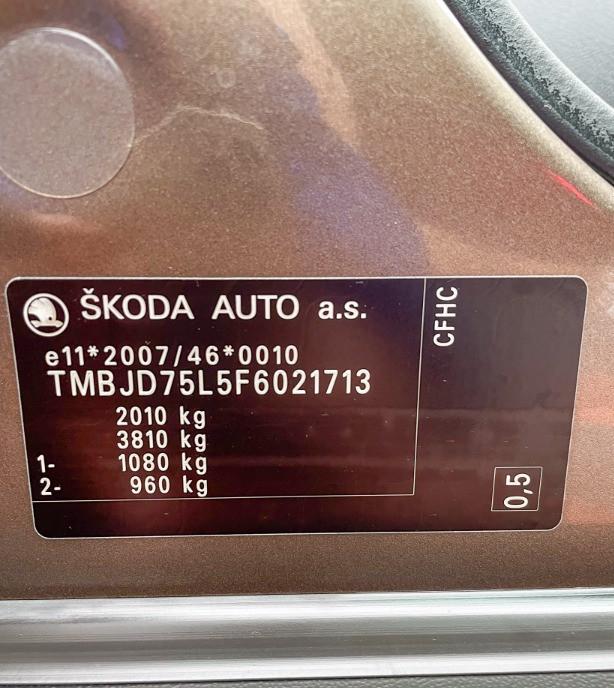 ŠKODA AUTO a.s.
e11*2007/46*0010
TMBJD75L5F6021713
2010 kg
3810 kg
1- 1080 kg
2- 960 kg
CFHC
0,5